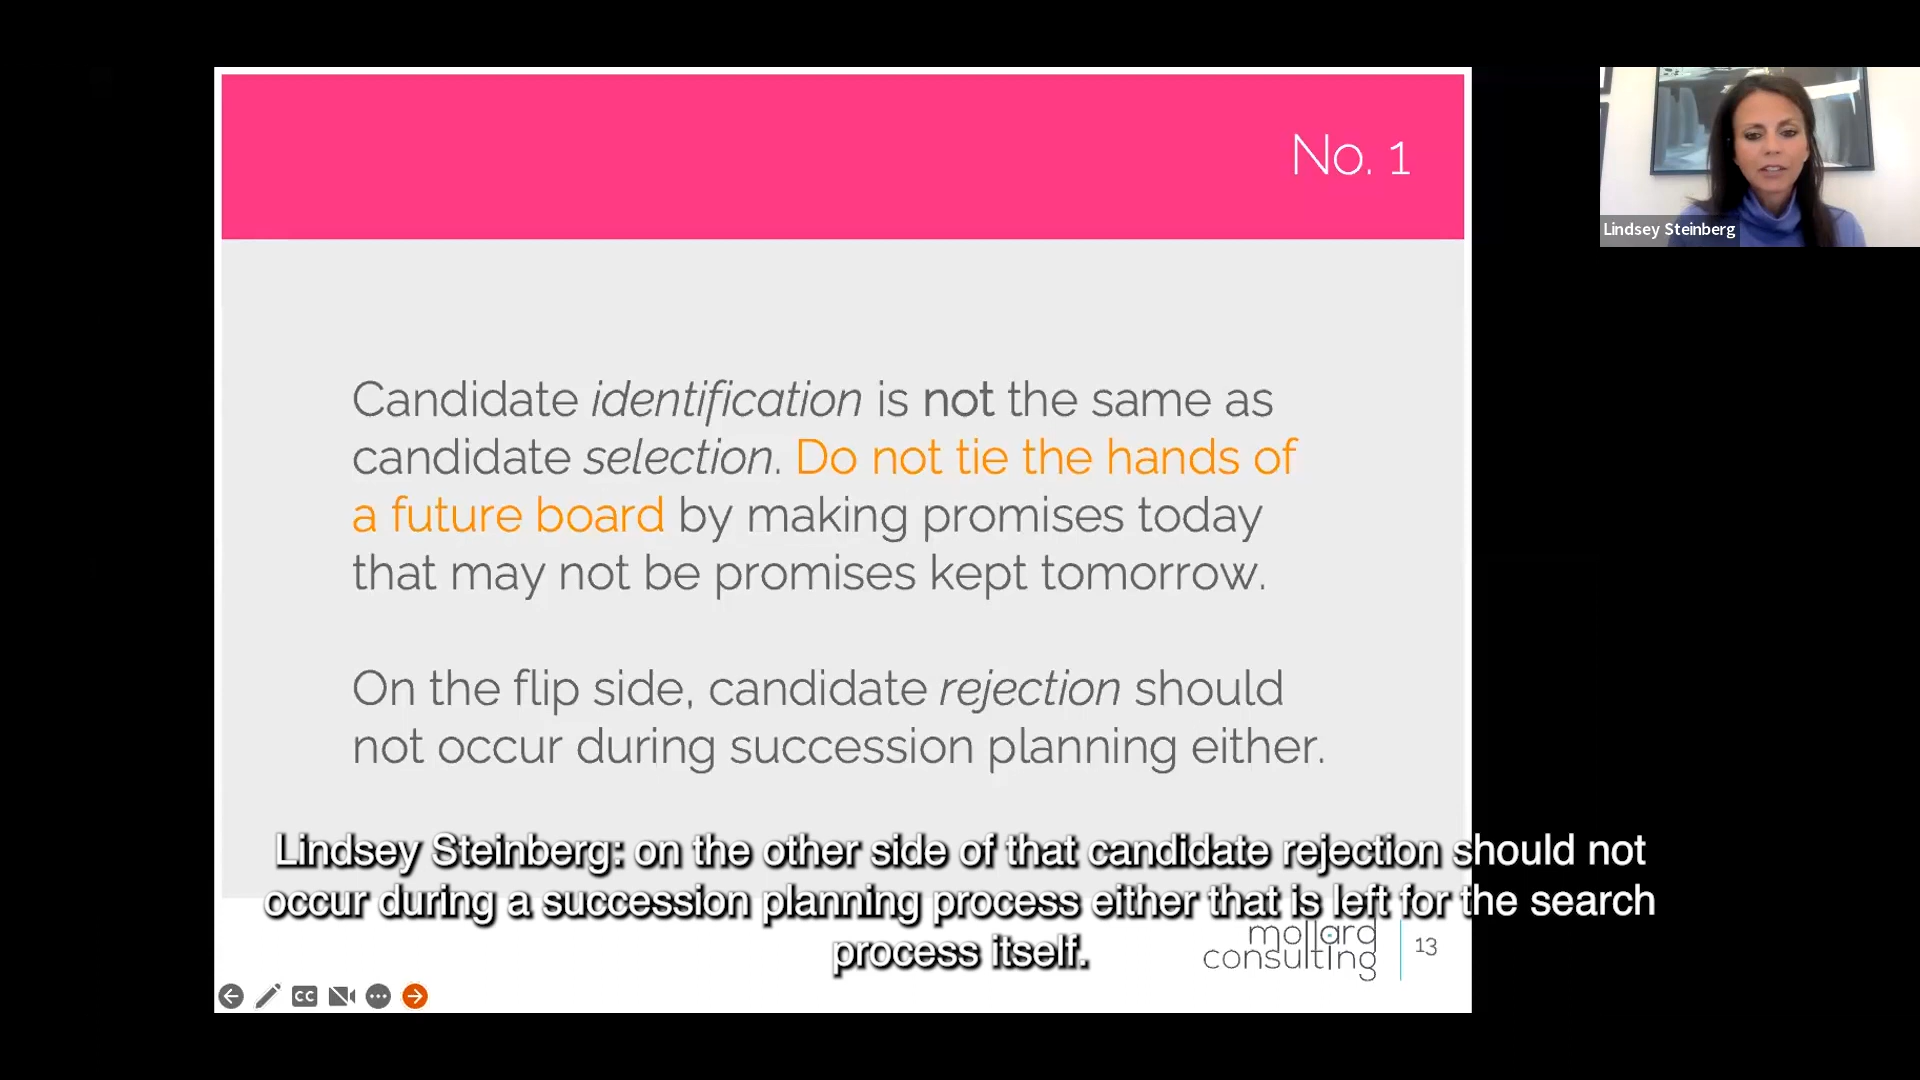 No. 1
Lindsey Steinberg
Candidate identification is not the same as
candidate selection. Do not tie the hands of
a future board by making promises today
that may not be promises kept tomorrow.
On the flip side, candidate rejection should
not occur during succession planning either.
Lindsey Steinberg: on the other side of that candidate rejection should not
occur during a succession planning process either that is left for the search
process itself.
mollard
consulting
13
CC